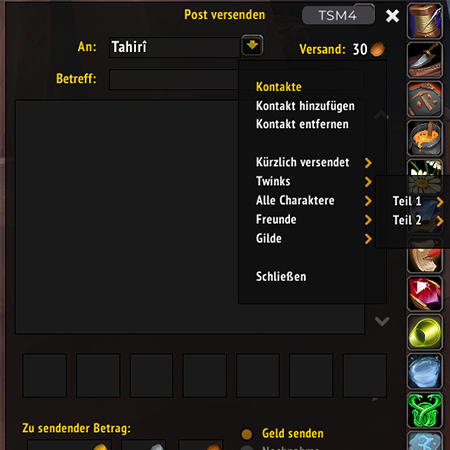 Post versenden
TSM4
An:
Tahirî
Versand: 30
Betreff:
Kontakte
Kontakt hinzufügen
Kontakt entfernen
Kürzlich versendet
Twinks
Alle Charaktere
Teil 1
Freunde
Teil 2
Gilde
Schließen
Zu sendender Betrag:
Geld senden
Nachnahme